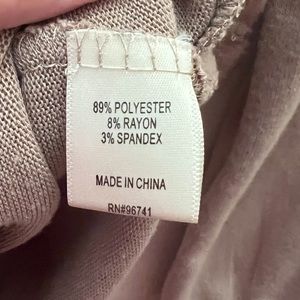 89% POLYESTER
8% RAYON
3% SPANDEX
MADE IN CHINA
RN#96741